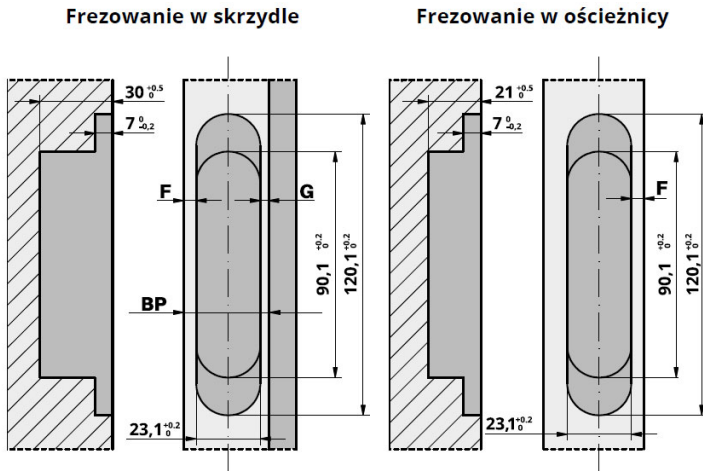 Frezowanie w skrzydle
Frezowanie w ościeżnicy
30 +0.5 0
7 0 -0,2
F
G
BP
90,1 +0.2 0
120,1 +0.2 0
23,1 +0.2 0
21 +0.5 0
7 0 -0,2
F
90,1 +0.2 0
120,1 +0.2 0
23,1 +0.2 0